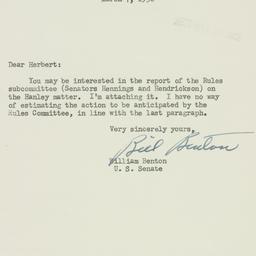 Dear Herbert:
You may be interested in the report of the Rules
subcommittee (Senators Hennings and Hendrickson) on
the Hanley matter. I'm attaching it. I have no way
of estimating the action to be anticipated by the
Rules Committee, in line with the last paragraph.
Very sincerely yours,
Bill Benton
William Benton
U. S. Senate